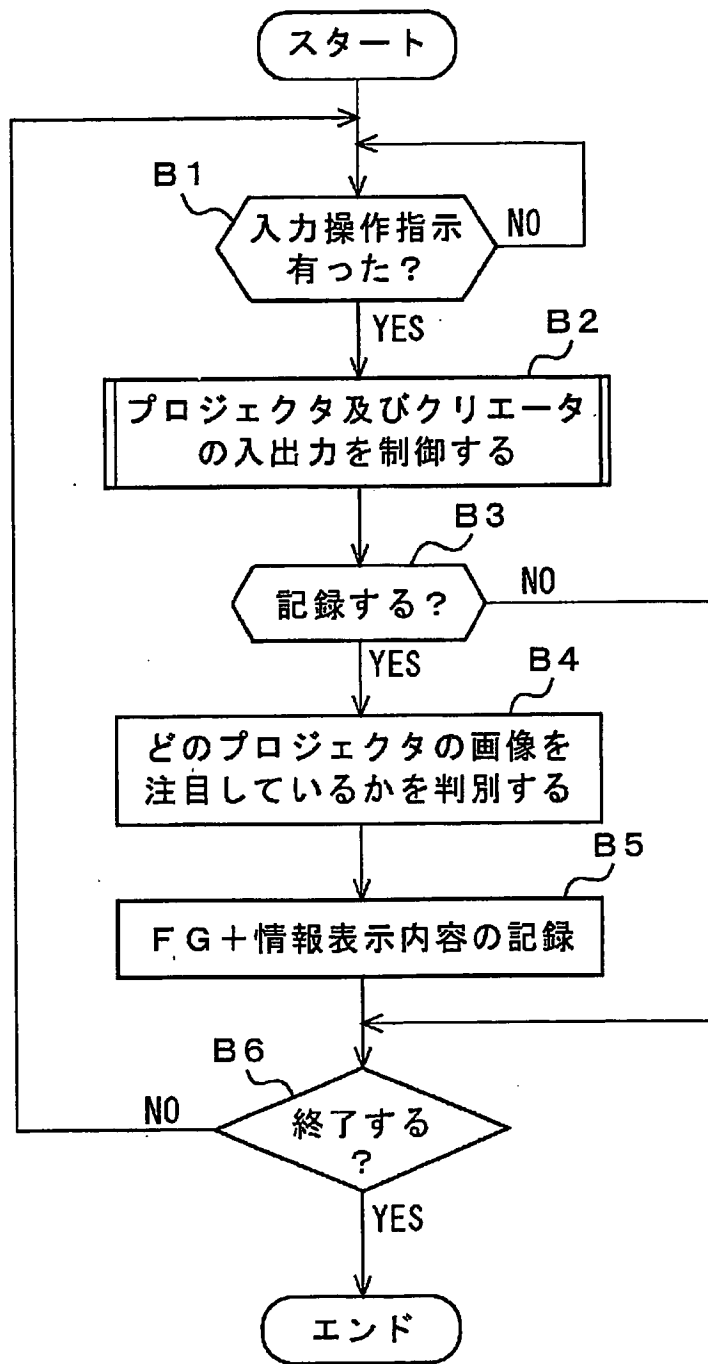 スタート
B1
入力操作指示
有った?
NO
YES
B2
プロジェクタ及びクリエータ
の入出力を制御する
B3
記録する?
NO
YES
B4
どのプロジェクタの画像を
注目しているかを判別する
B5
FG+情報表示内容の記録
B6
終了する
?
NO
YES
エンド